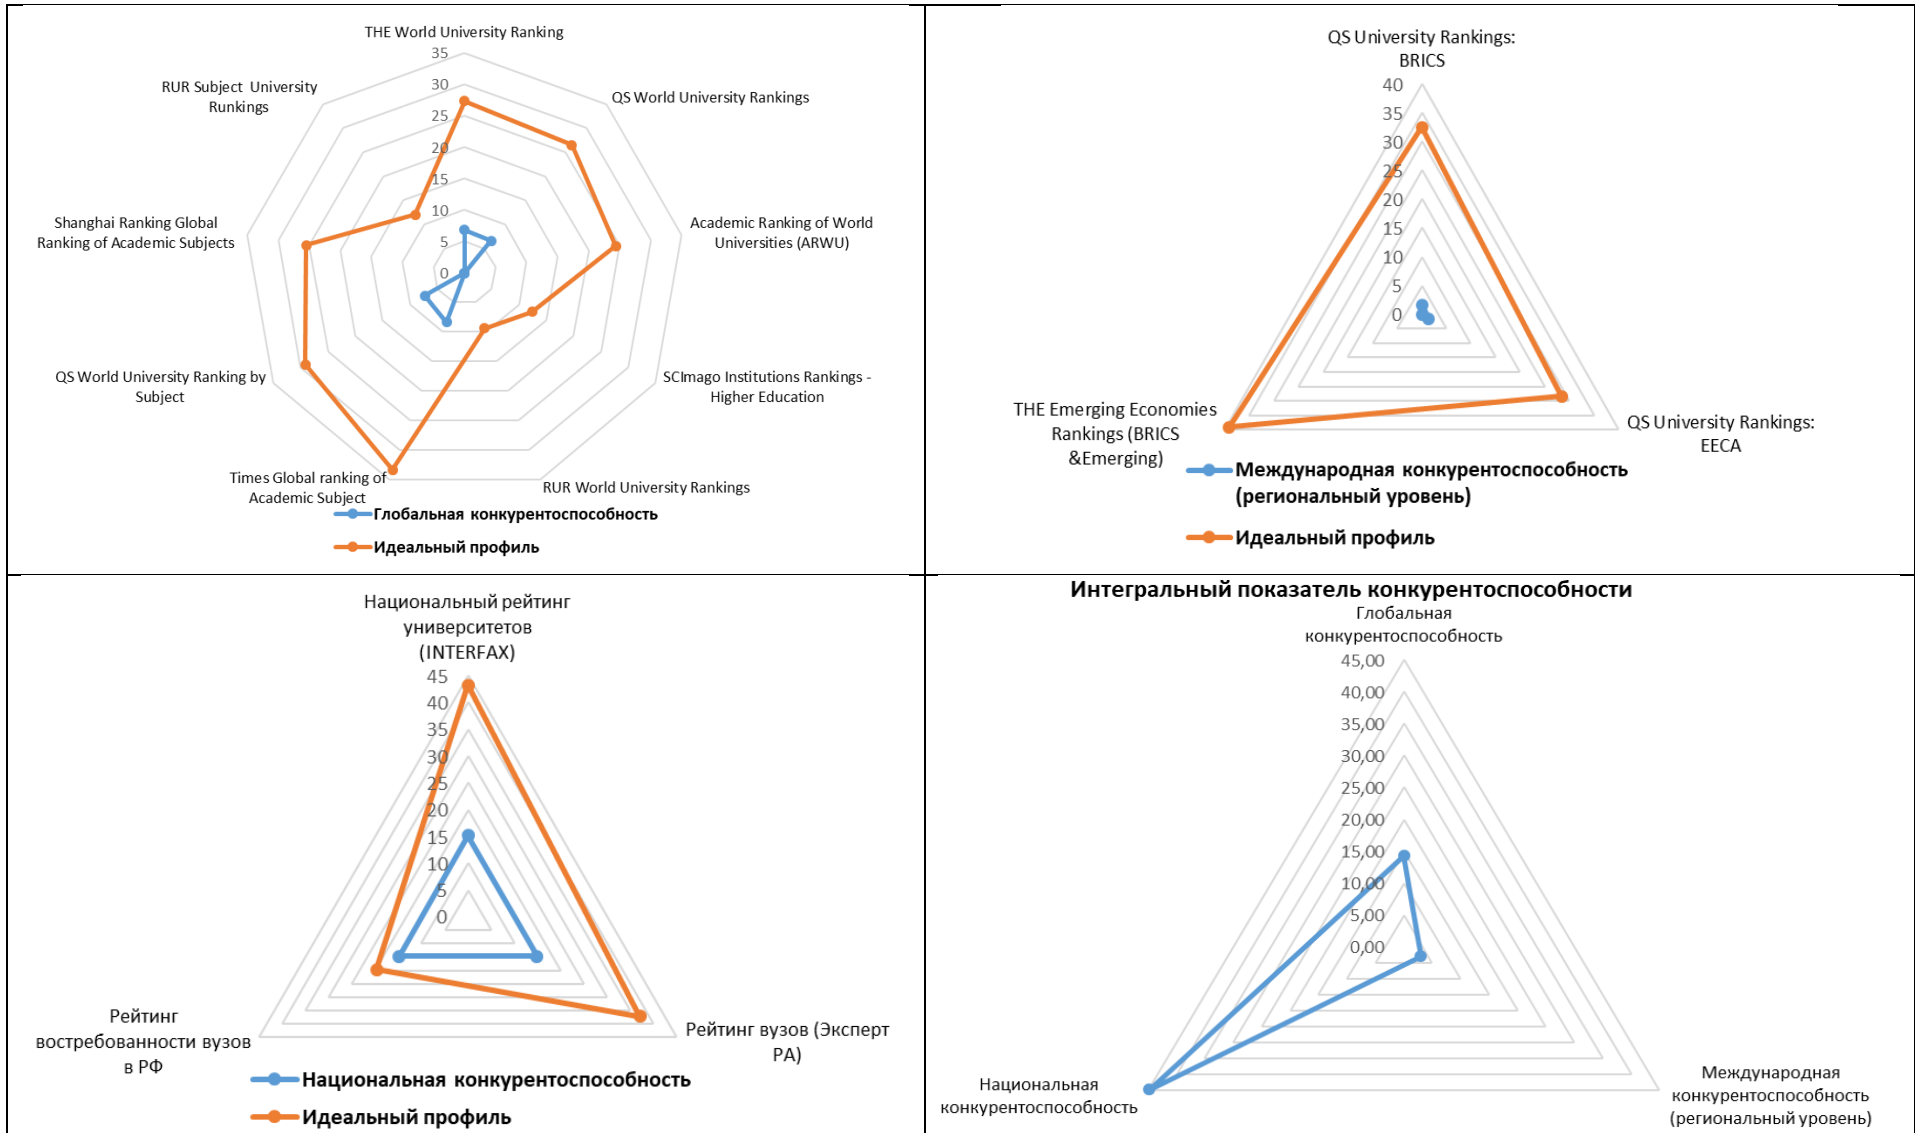 THE World University Ranking
35
30
25
20
15
10
5
0
QS World University Rankings
Academic Ranking of World
Universities (ARWU)
SCImago Institutions Rankings -
Higher Education
RUR World University Rankings
Times Global ranking of
Academic Subject
QS World University Ranking by
Subject
Shanghai Ranking Global
Ranking of Academic Subjects
RUR Subject University
Runkings
Глобальная конкурентоспособность
Идеальный профиль
QS University Rankings:
BRICS
40
35
30
25
20
15
10
5
0
QS University Rankings:
EECA
THE Emerging Economies
Rankings (BRICS
&Emerging)
Международная конкурентоспособность
(региональный уровень)
Идеальный профиль
Национальный рейтинг
университетов
(INTERFAX)
45
40
35
30
25
20
15
10
5
0
Рейтинг вузов (Эксперт
РА)
Рейтинг
востребованности вузов
в РФ
Национальная конкурентоспособность
Идеальный профиль
Интегральный показатель конкурентоспособности
Глобальная
конкурентоспособность
45,00
40,00
35,00
30,00
25,00
20,00
15,00
10,00
5,00
0,00
Международная
конкурентоспособность
(региональный уровень)
Национальная
конкурентоспособность